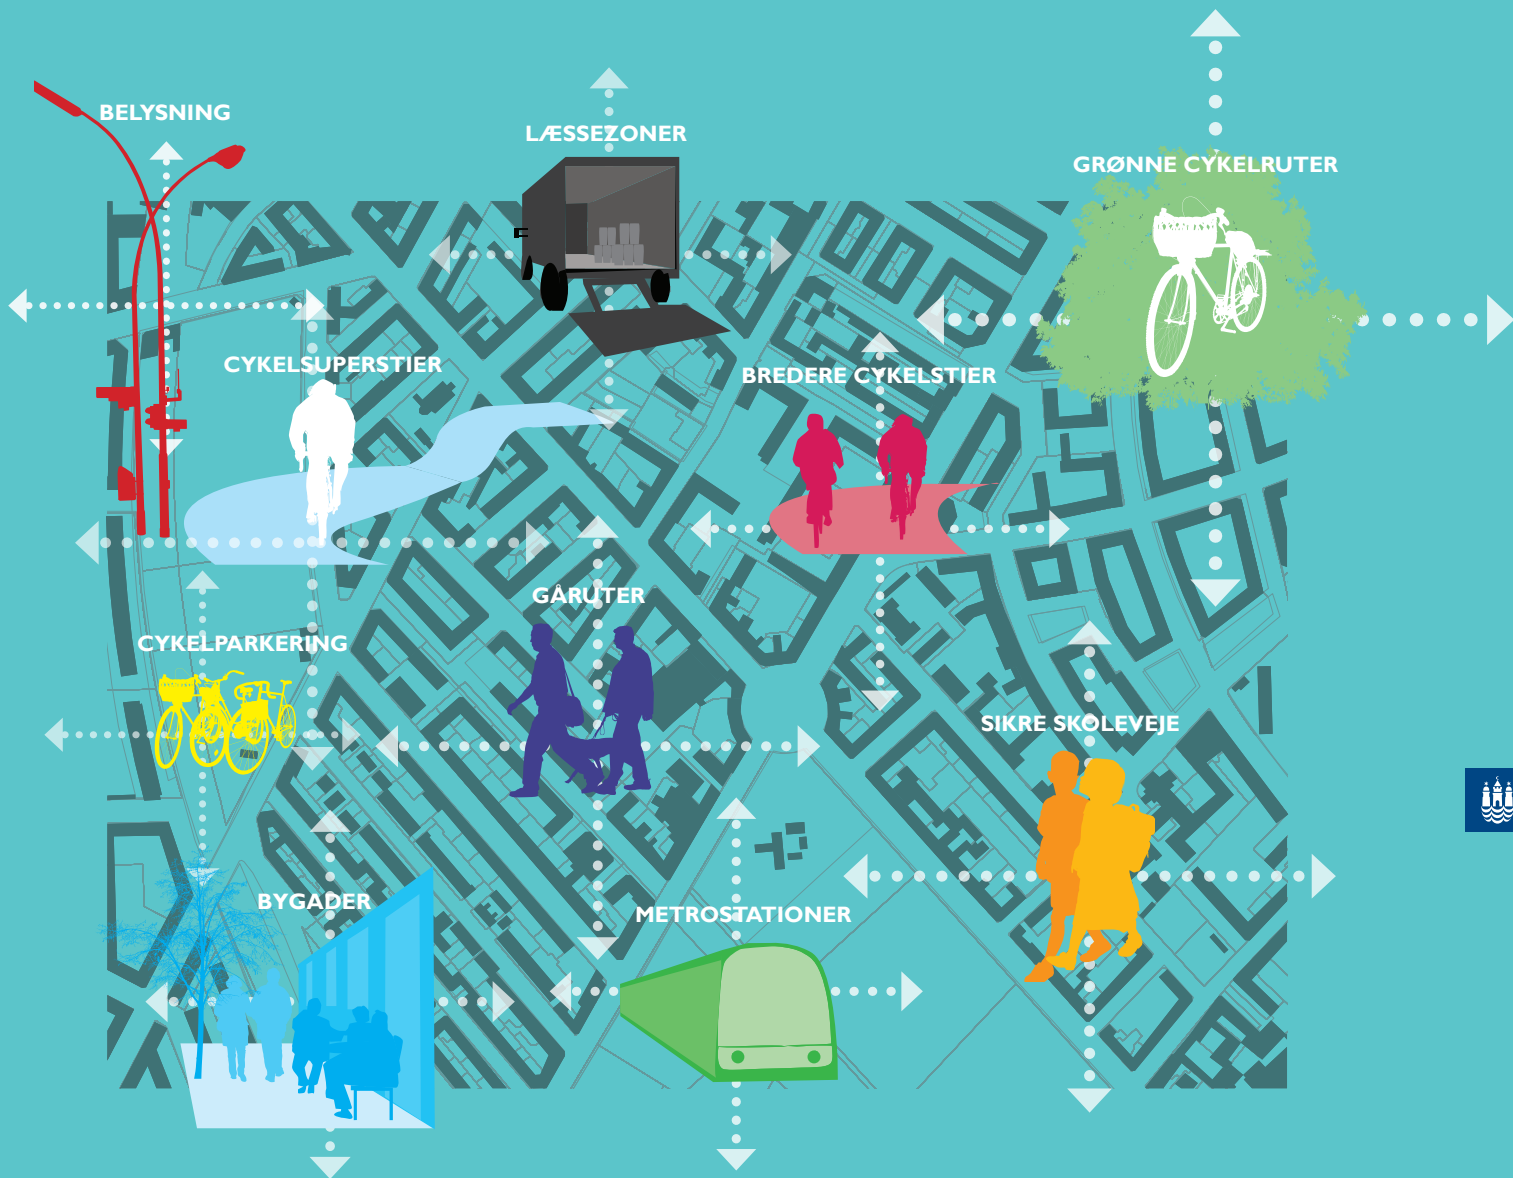 BELYSNING
LÆSSEZONER
GRØNNE CYKELRUTER
CYKELSUPERSTIER
BREDERE CYKELSTIER
GÅRUTER
CYKELPARKERING
SIKRE SKOLEVEJE
BYGADER
METROSTATIONER